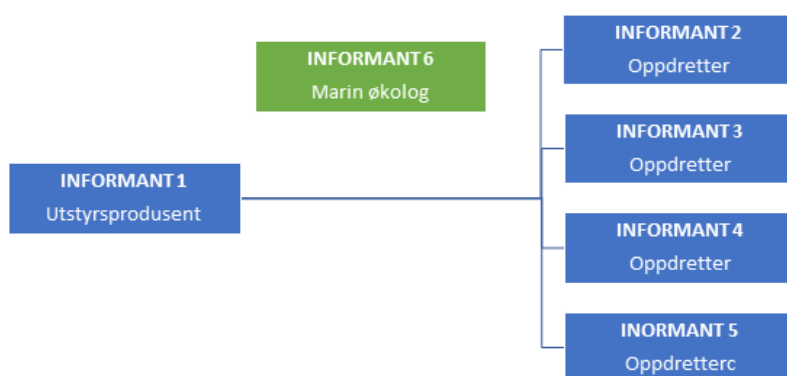 INFORMANT 6
Marin økolog
INFORMANT 1
Utstyrsprodusent
INFORMANT 2
Oppdretter
INFORMANT 3
Oppdretter
INFORMANT 4
Oppdretter
INORMANT 5
Oppdretterc